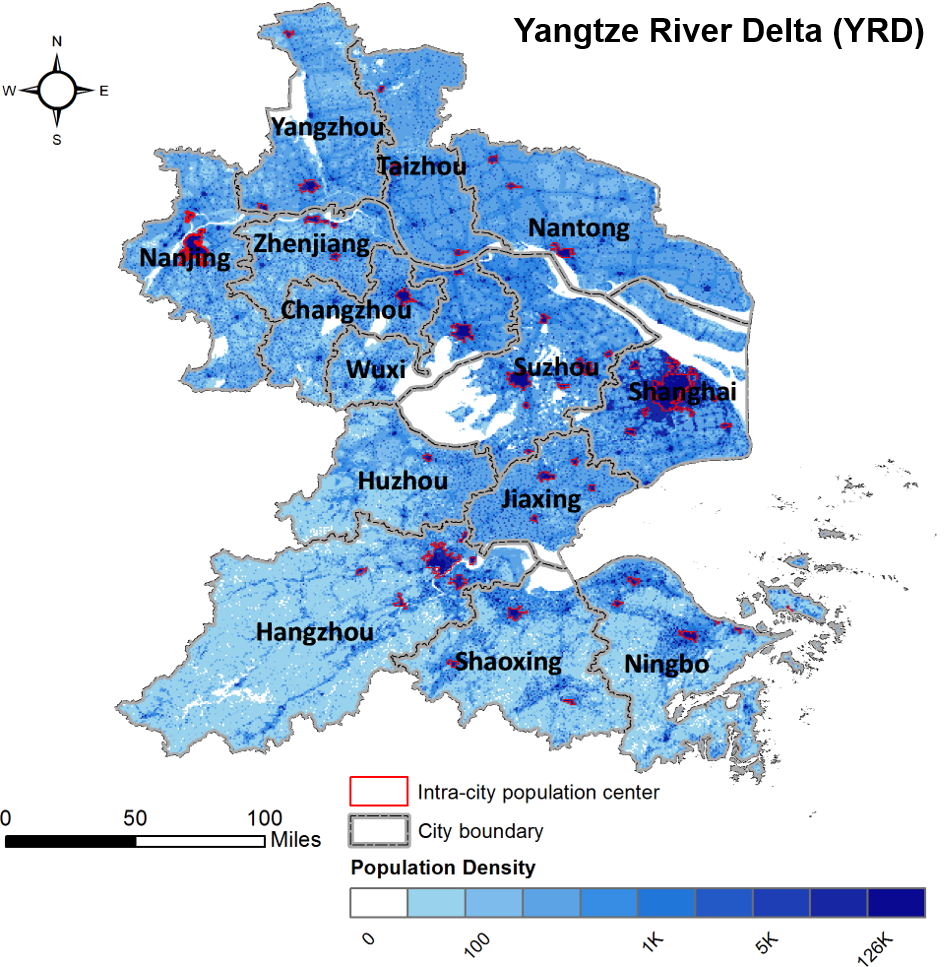 Yangtze River Delta (YRD)
N
W
E
S
Yangzhou
Taizhou
Nantong
Zhenjiang
Nanjing
Changzhou
Wuxi
Suzhou
Shanghai
Huzhou
Jiaxing
Hangzhou
Shaoxing
Ningbo
Intra-city population center
0 50 100
Miles
City boundary
Population Density
0 100 1K 5K 126K